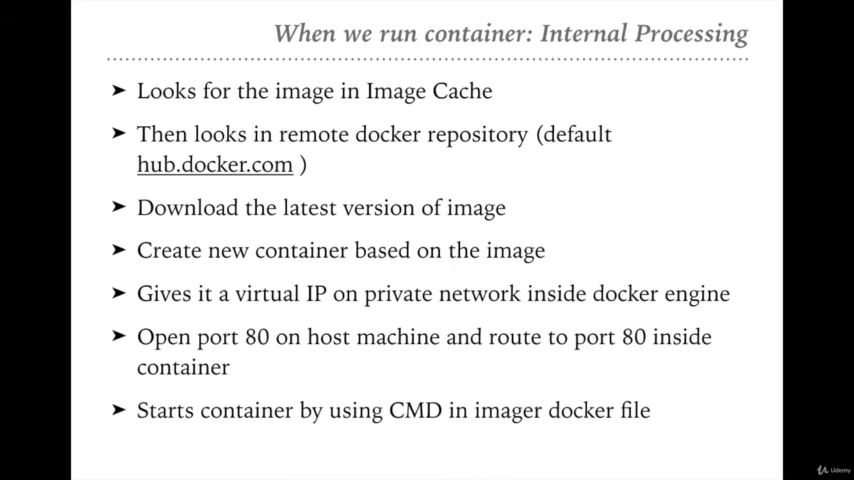 When we run container: Internal Processing
➤ Looks for the image in Image Cache
➤ Then looks in remote docker repository (default
hub.docker.com )
➤ Download the latest version of image
➤ Create new container based on the image
➤ Gives it a virtual IP on private network inside docker engine
➤ Open port 80 on host machine and route to port 80 inside
container
➤ Starts container by using CMD in imager docker file
Udemy